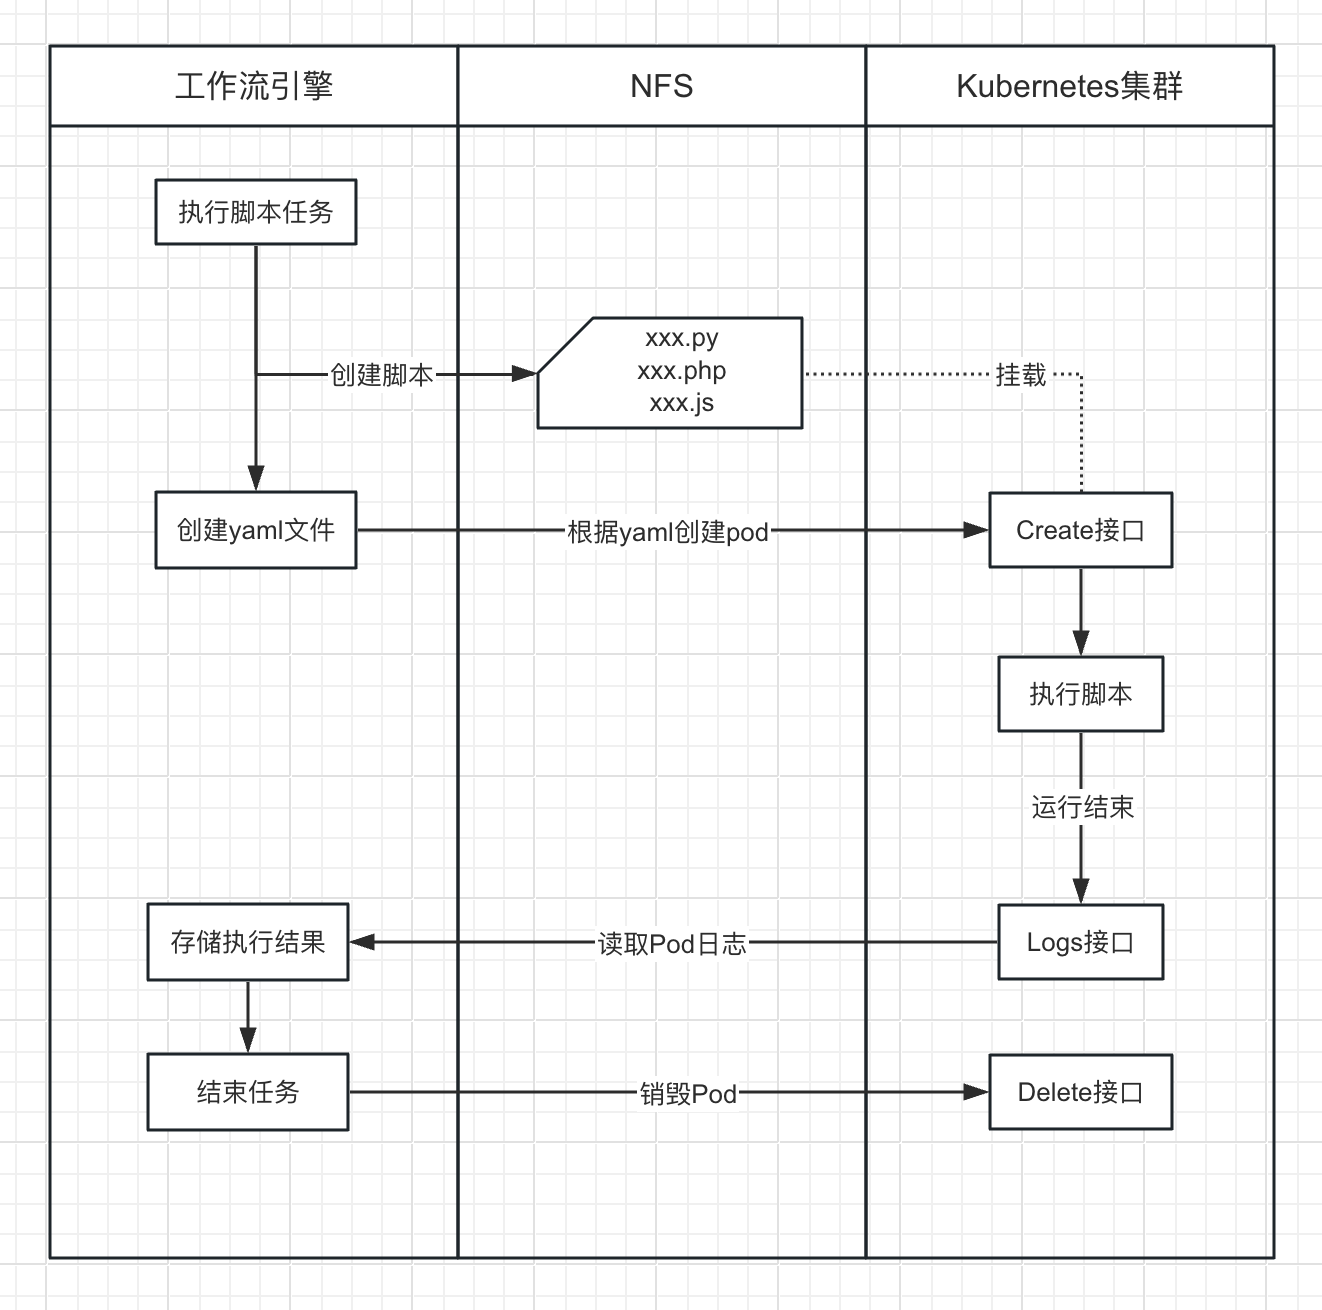 工作流引擎
NFS
Kubernetes集群
执行脚本任务
xxx.py
xxx.php
xxx.js
创建脚本
挂载
创建yaml文件
根据yaml创建pod
Create接口
执行脚本
运行结束
存储执行结果
读取Pod日志
Logs接口
结束任务
销毁Pod
Delete接口